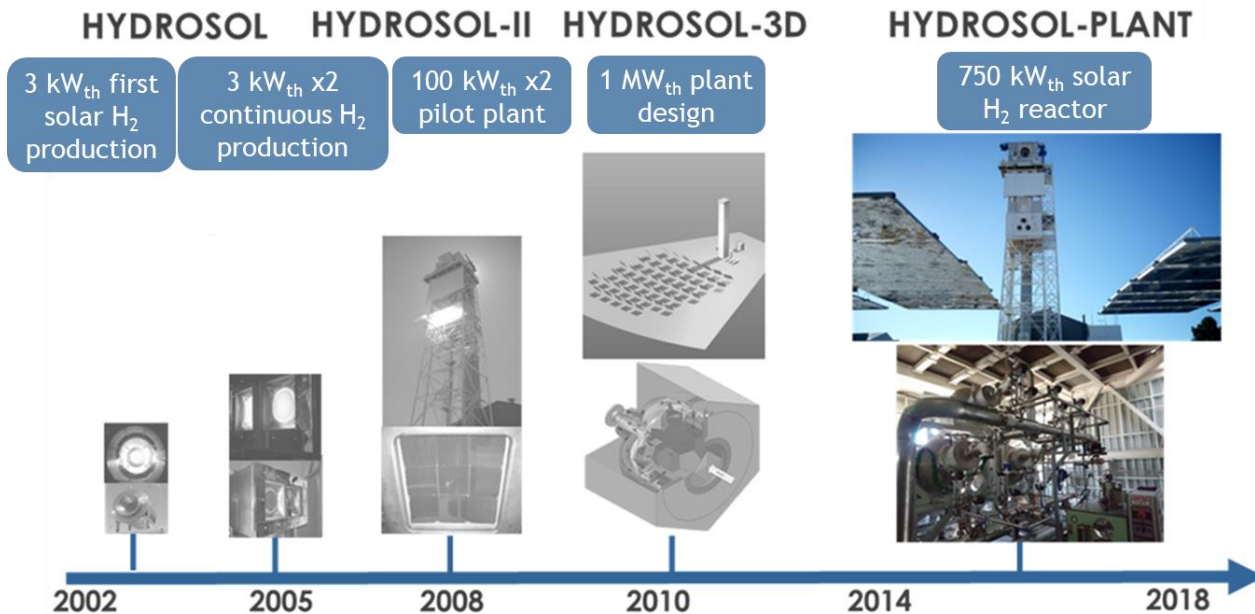 HYDROSOL HYDROSOL-II HYDROSOL-3D HYDROSOL-PLANT
3 kWth first
solar H2
production
3 kWth x2
continuous H2
production
100 kWth x2
pilot plant
1 MWth plant
design
750 kWth solar
H2 reactor
2002 2005 2008 2010 2014 2018